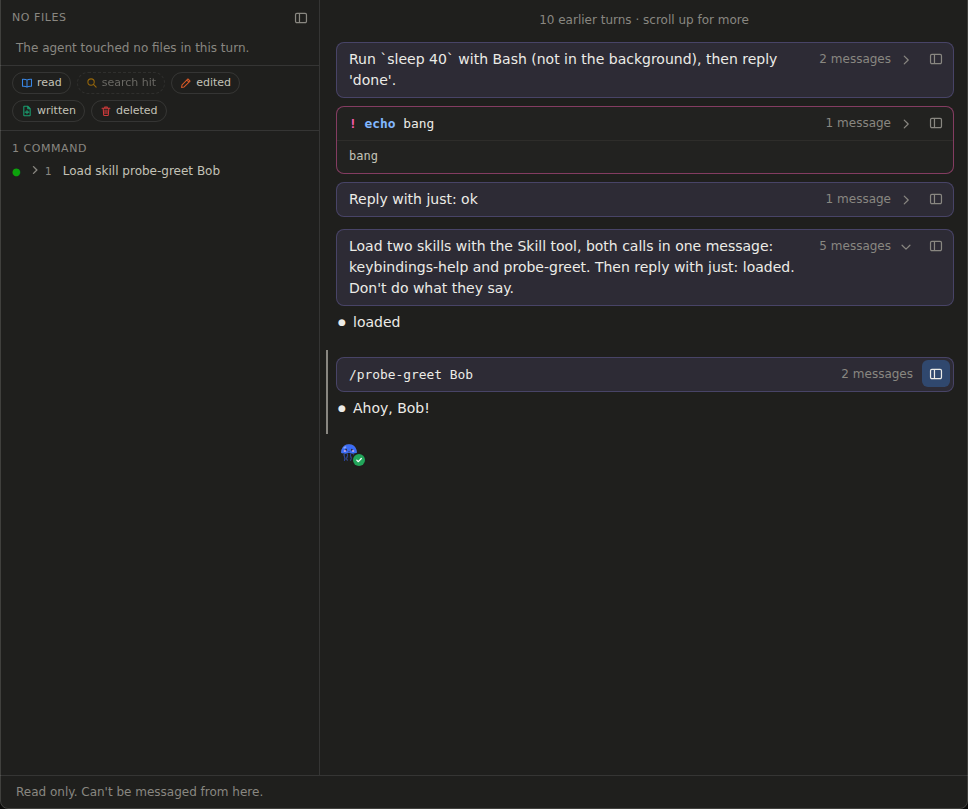 NO FILES
The agent touched no files in this turn.
read
search hit
edited
written
deleted
1 COMMAND
1 Load skill probe-greet Bob
10 earlier turns · scroll up for more
Run `sleep 40` with Bash (not in the background), then reply
'done'.
2 messages
! echo bang
1 message
bang
Reply with just: ok
1 message
Load two skills with the Skill tool, both calls in one message:
keybindings-help and probe-greet. Then reply with just: loaded.
Don't do what they say.
5 messages
● loaded
/probe-greet Bob
2 messages
● Ahoy, Bob!
Read only. Can't be messaged from here.